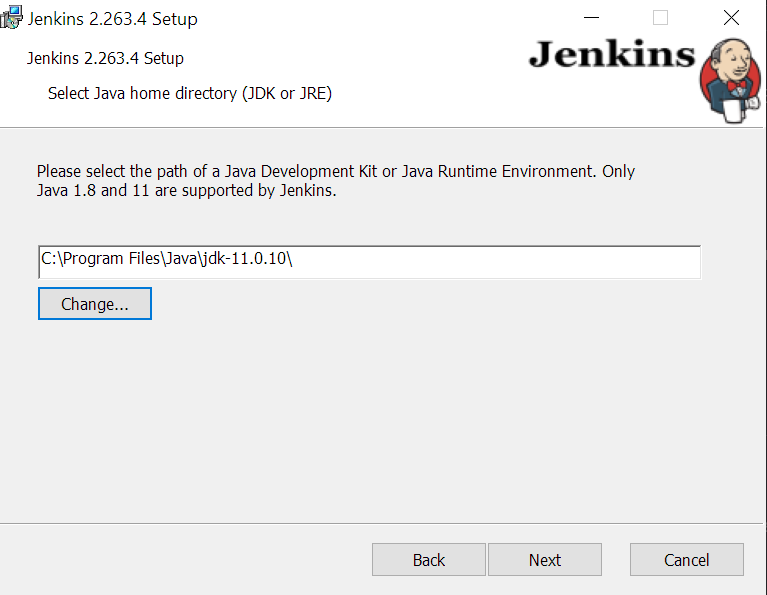 Jenkins 2.263.4 Setup
Jenkins 2.263.4 Setup
Jenkins
Select Java home directory (JDK or JRE)
Please select the path of a Java Development Kit or Java Runtime Environment. Only
Java 1.8 and 11 are supported by Jenkins.
C:\Program Files\Java\jdk-11.0.10\
Change...
Back
Next
Cancel